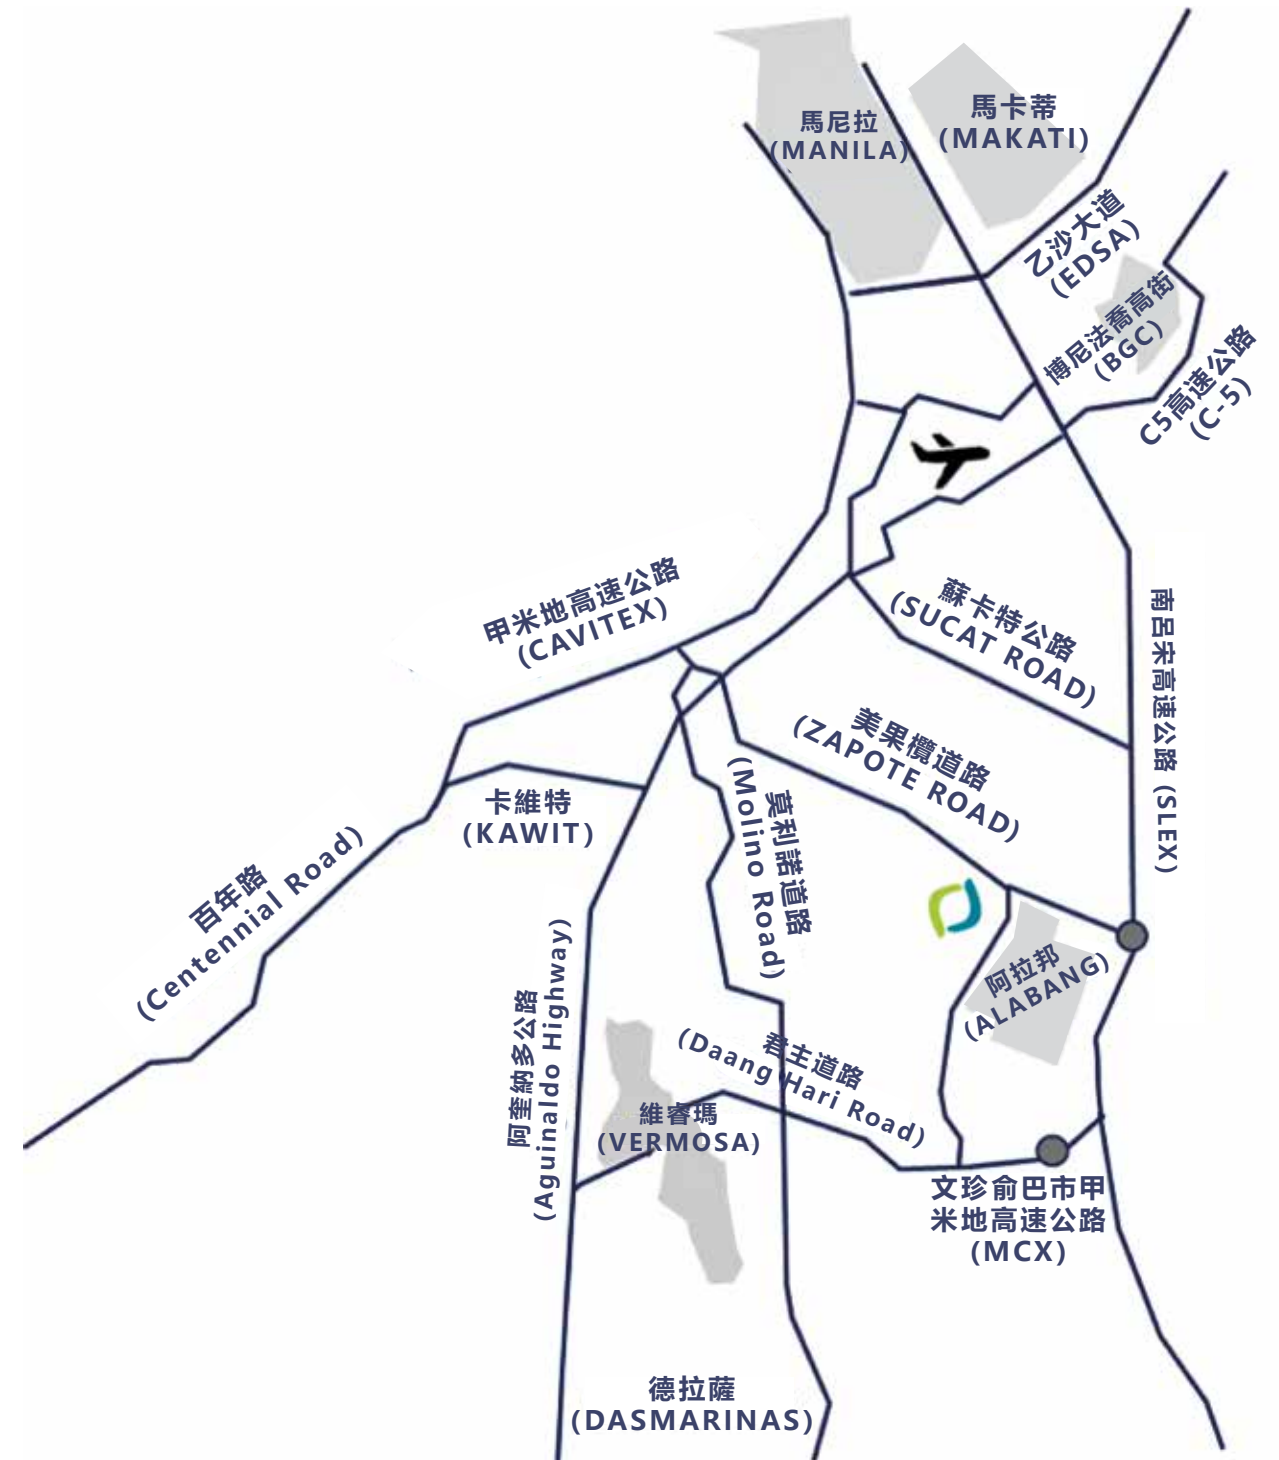 馬尼拉
(MANILA)
馬卡蒂
(MAKATI)
乙沙大道
(EDSA)
博尼法喬高街
(BGC)
C5高速公路
(C-5)
甲米地高速公路
(CAVITEX)
蘇卡特公路
(SUCAT ROAD)
南呂宋高速公路 (SLEX)
美果欖道路
(ZAPOTE ROAD)
卡維特
(KAWIT)
莫利諾道路
(Molino Road)
百年路
(Centennial Road)
阿奎納多公路
(Aguinaldo Highway)
阿拉邦
(ALABANG)
君主道路
(Daang Hari Road)
維睿瑪
(VERMOSA)
文珍俞巴市甲
米地高速公路
(MCX)
德拉薩
(DASMARINAS)